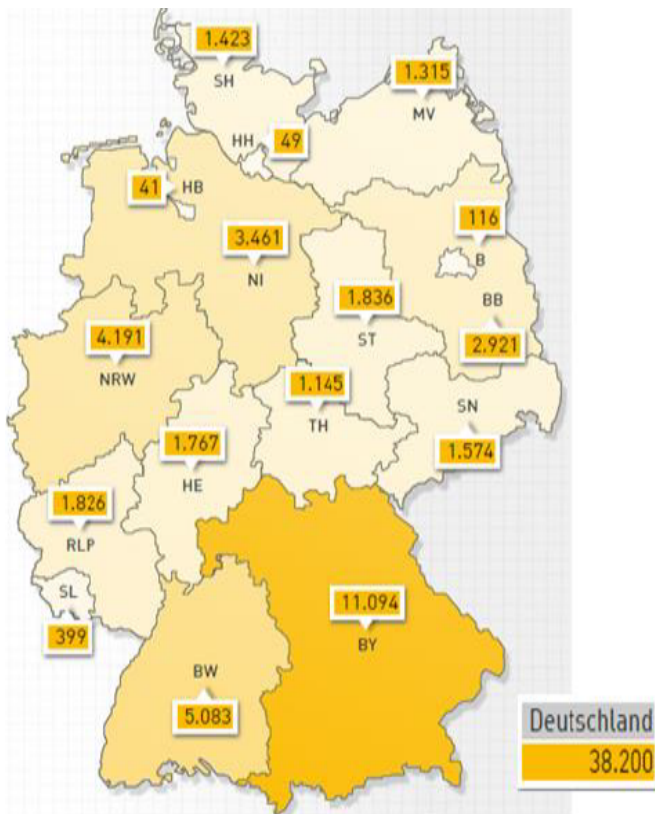 1.423
SH
1.315
MV
HH
49
41
HB
116
B
3.461
NI
1.836
ST
BB
2.921
4.191
NRW
1.145
TH
SN
1.574
1.767
HE
1.826
RLP
SL
399
11.094
BY
BW
5.083
Deutschland
38.200